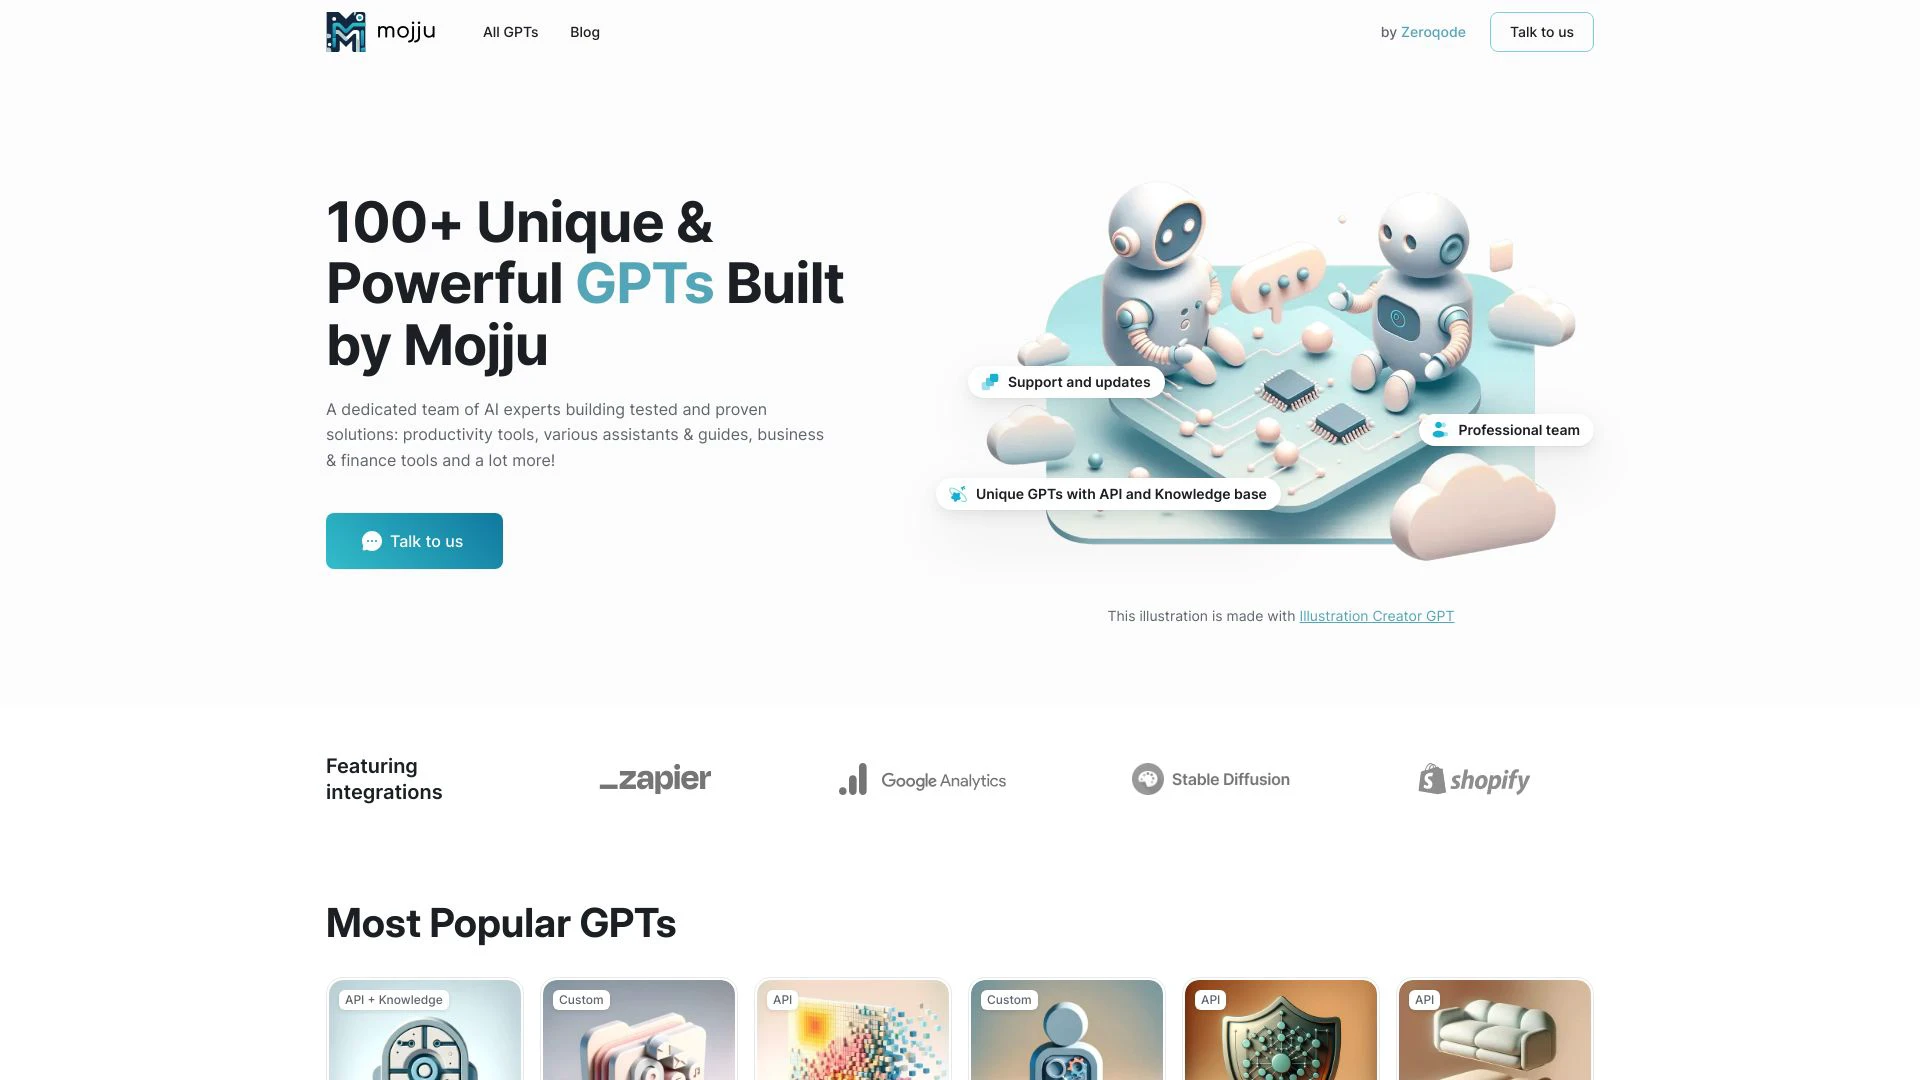 mojju
All GPTs
Blog
by Zeroqode
Talk to us
100+ Unique &
Powerful GPTs Built
by Mojju
A dedicated team of AI experts building tested and proven
solutions: productivity tools, various assistants & guides, business
& finance tools and a lot more!
Talk to us
Support and updates
Professional team
Unique GPTs with API and Knowledge base
This illustration is made with Illustration Creator GPT
Featuring
integrations
_zapier
Google Analytics
Stable Diffusion
shopify
Most Popular GPTs
API + Knowledge
Custom
API
Custom
API
API